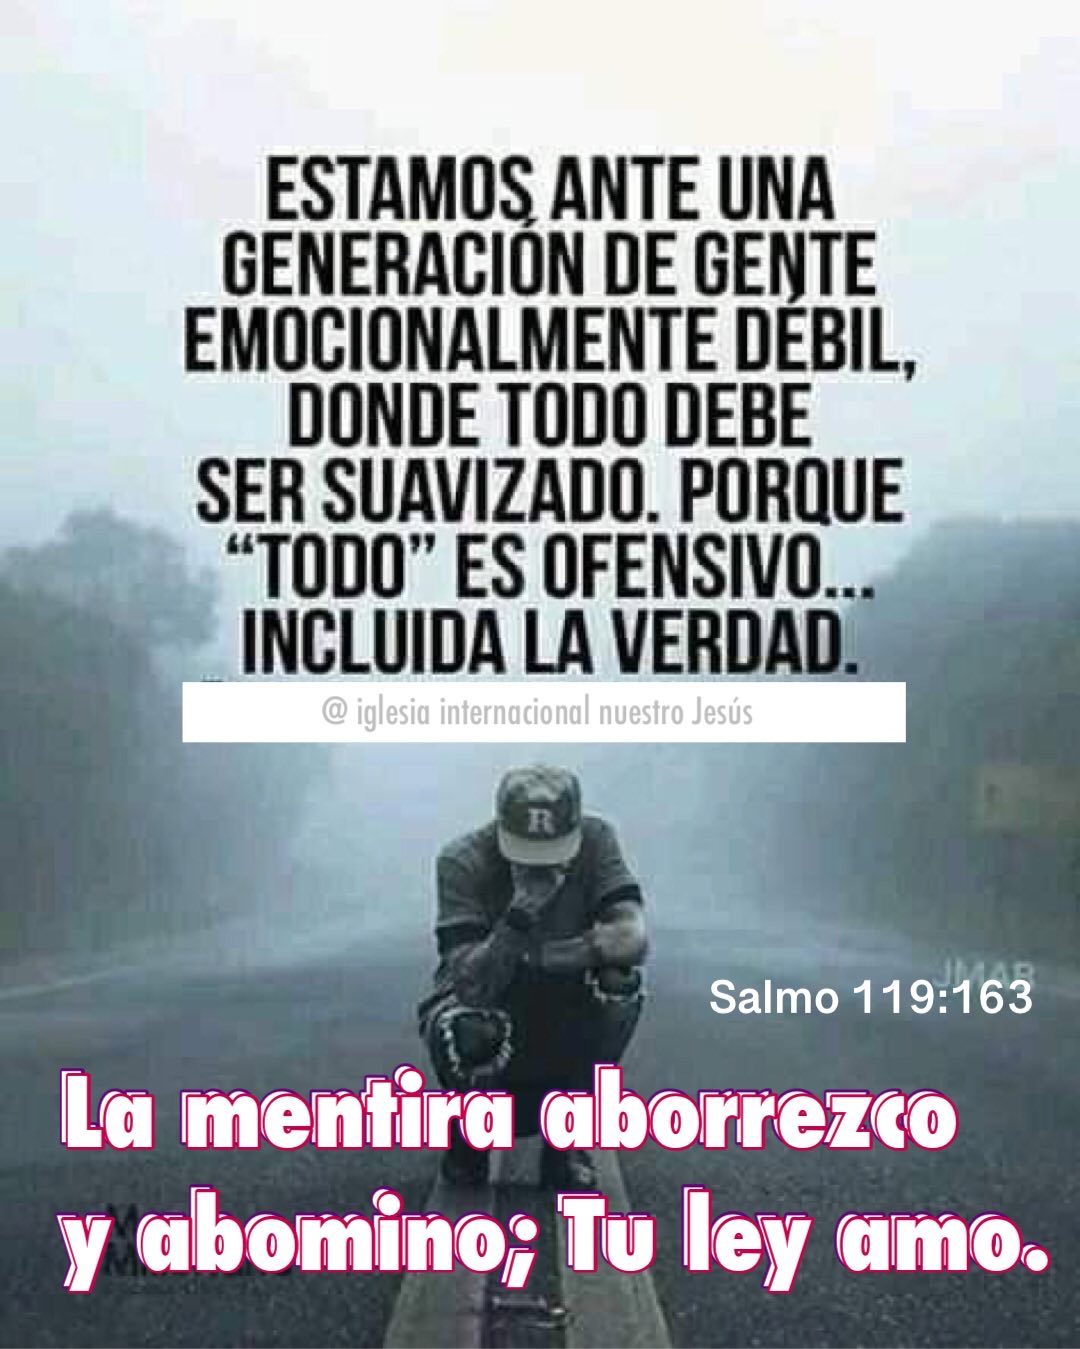 ESTAMOS ANTE UNA
GENERACIÓN DE GENTE
EMOCIONALMENTE DÉBIL,
DONDE TODO DEBE
SER SUAVIZADO. PORQUE
“TODO” ES OFENSIVO...
INCLUIDA LA VERDAD.
@ iglesia internacional nuestro Jesús
R
JMAR
Salmo 119:163
La mentira aborrezco
y abomino; Tu ley amo.